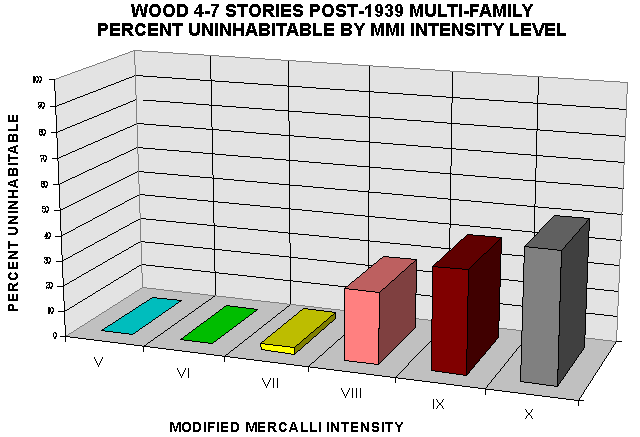 WOOD 4-7 STORIES POST-1939 MULTI-FAMILY
PERCENT UNINHABITABLE BY MMI INTENSITY LEVEL
PERCENT UNINHABITABLE
100
90
80
70
60
50
40
30
20
10
0
V
VI
VII
VIII
IX
X
MODIFIED MERCALLI INTENSITY